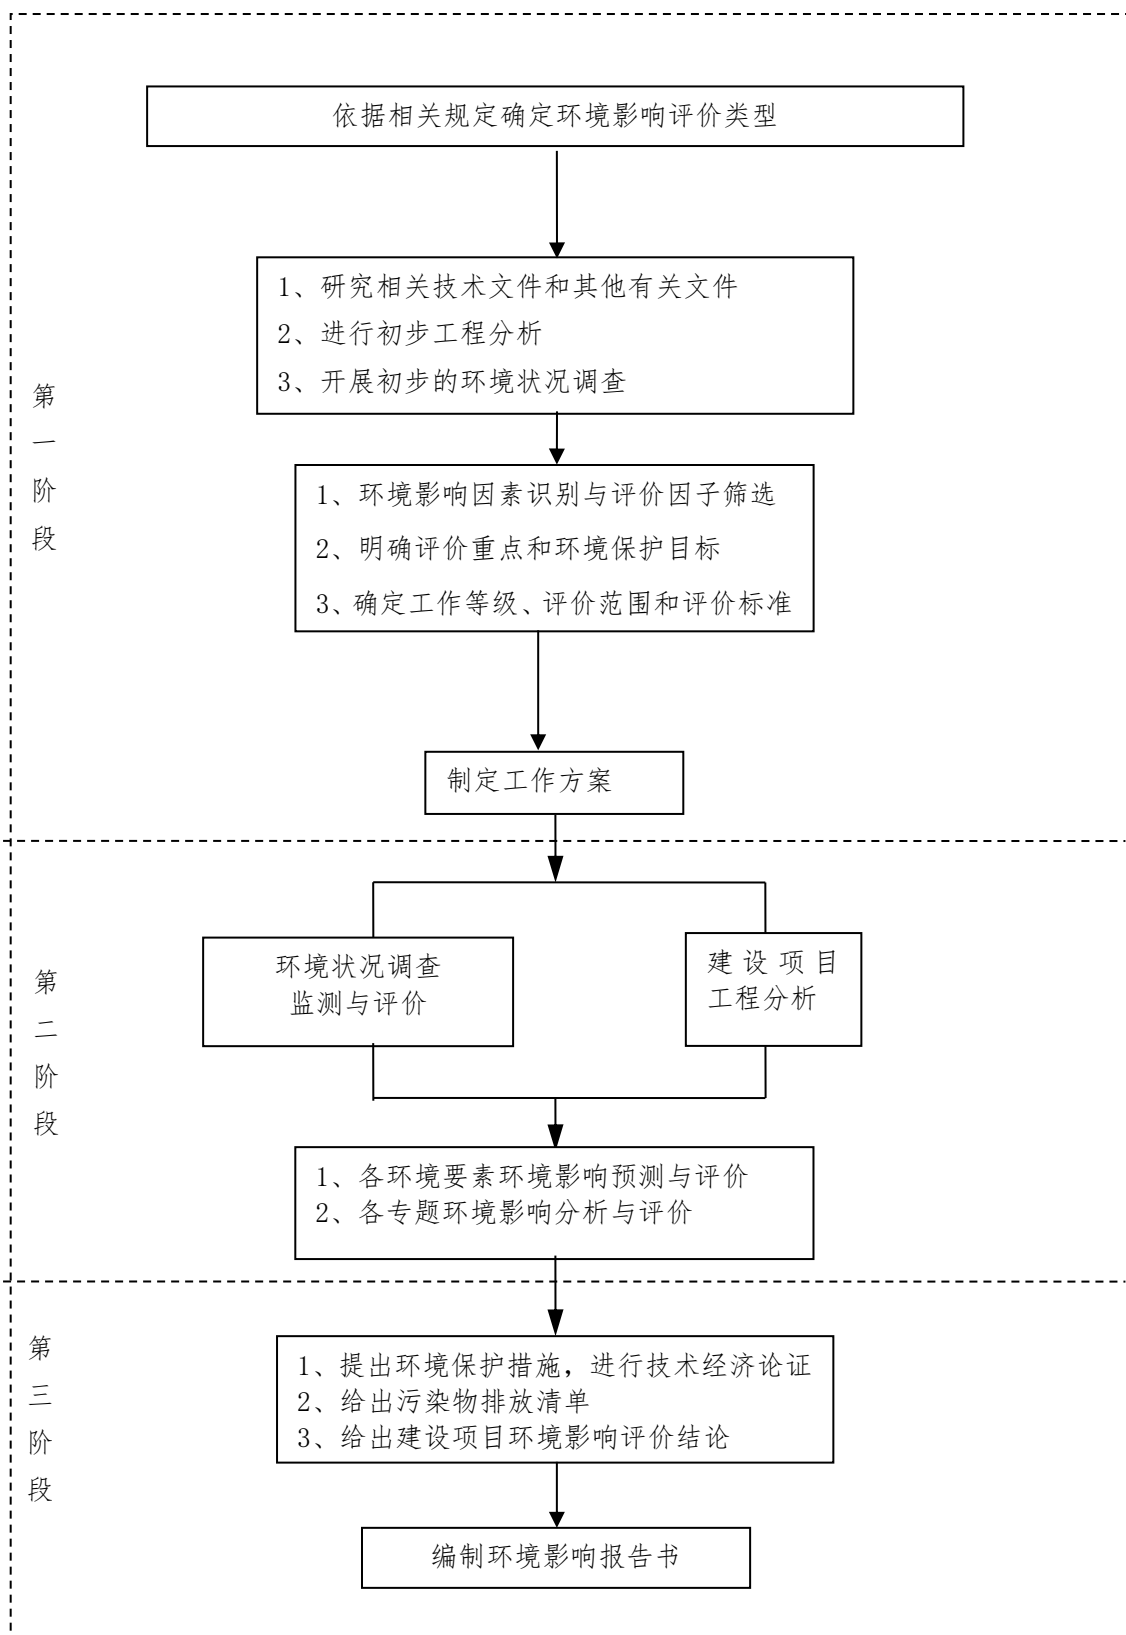 依据相关规定确定环境影响评价类型
1、研究相关技术文件和其他有关文件
2、进行初步工程分析
3、开展初步的环境状况调查
第
一
阶
段
1、环境影响因素识别与评价因子筛选
2、明确评价重点和环境保护目标
3、确定工作等级、评价范围和评价标准
制定工作方案
第
二
阶
段
环境状况调查
监测与评价
建设项目
工程分析
1、各环境要素环境影响预测与评价
2、各专题环境影响分析与评价
第
三
阶
段
1、提出环境保护措施，进行技术经济论证
2、给出污染物排放清单
3、给出建设项目环境影响评价结论
编制环境影响报告书